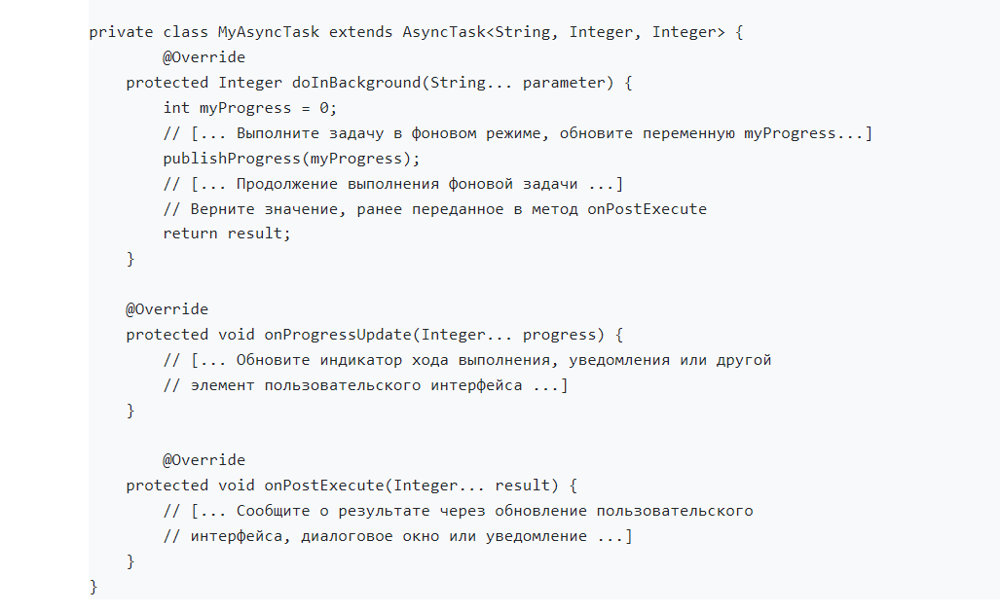 private class MyAsyncTask extends AsyncTask<String, Integer, Integer> {
        @Override
    protected Integer doInBackground(String... parameter) {
        int myProgress = 0;
        // [... Выполните задачу в фоновом режиме, обновите переменную myProgress...]
        publishProgress(myProgress);
        // [... Продолжение выполнения фоновой задачи ...]
        // Верните значение, ранее переданное в метод onPostExecute
        return result;
    }

    @Override
    protected void onProgressUpdate(Integer... progress) {
        // [... Обновите индикатор хода выполнения, уведомления или другой
        // элемент пользовательского интерфейса ...]
    }

        @Override
    protected void onPostExecute(Integer... result) {
        // [... Сообщите о результате через обновление пользовательского
        // интерфейса, диалоговое окно или уведомление ...]
    }
}